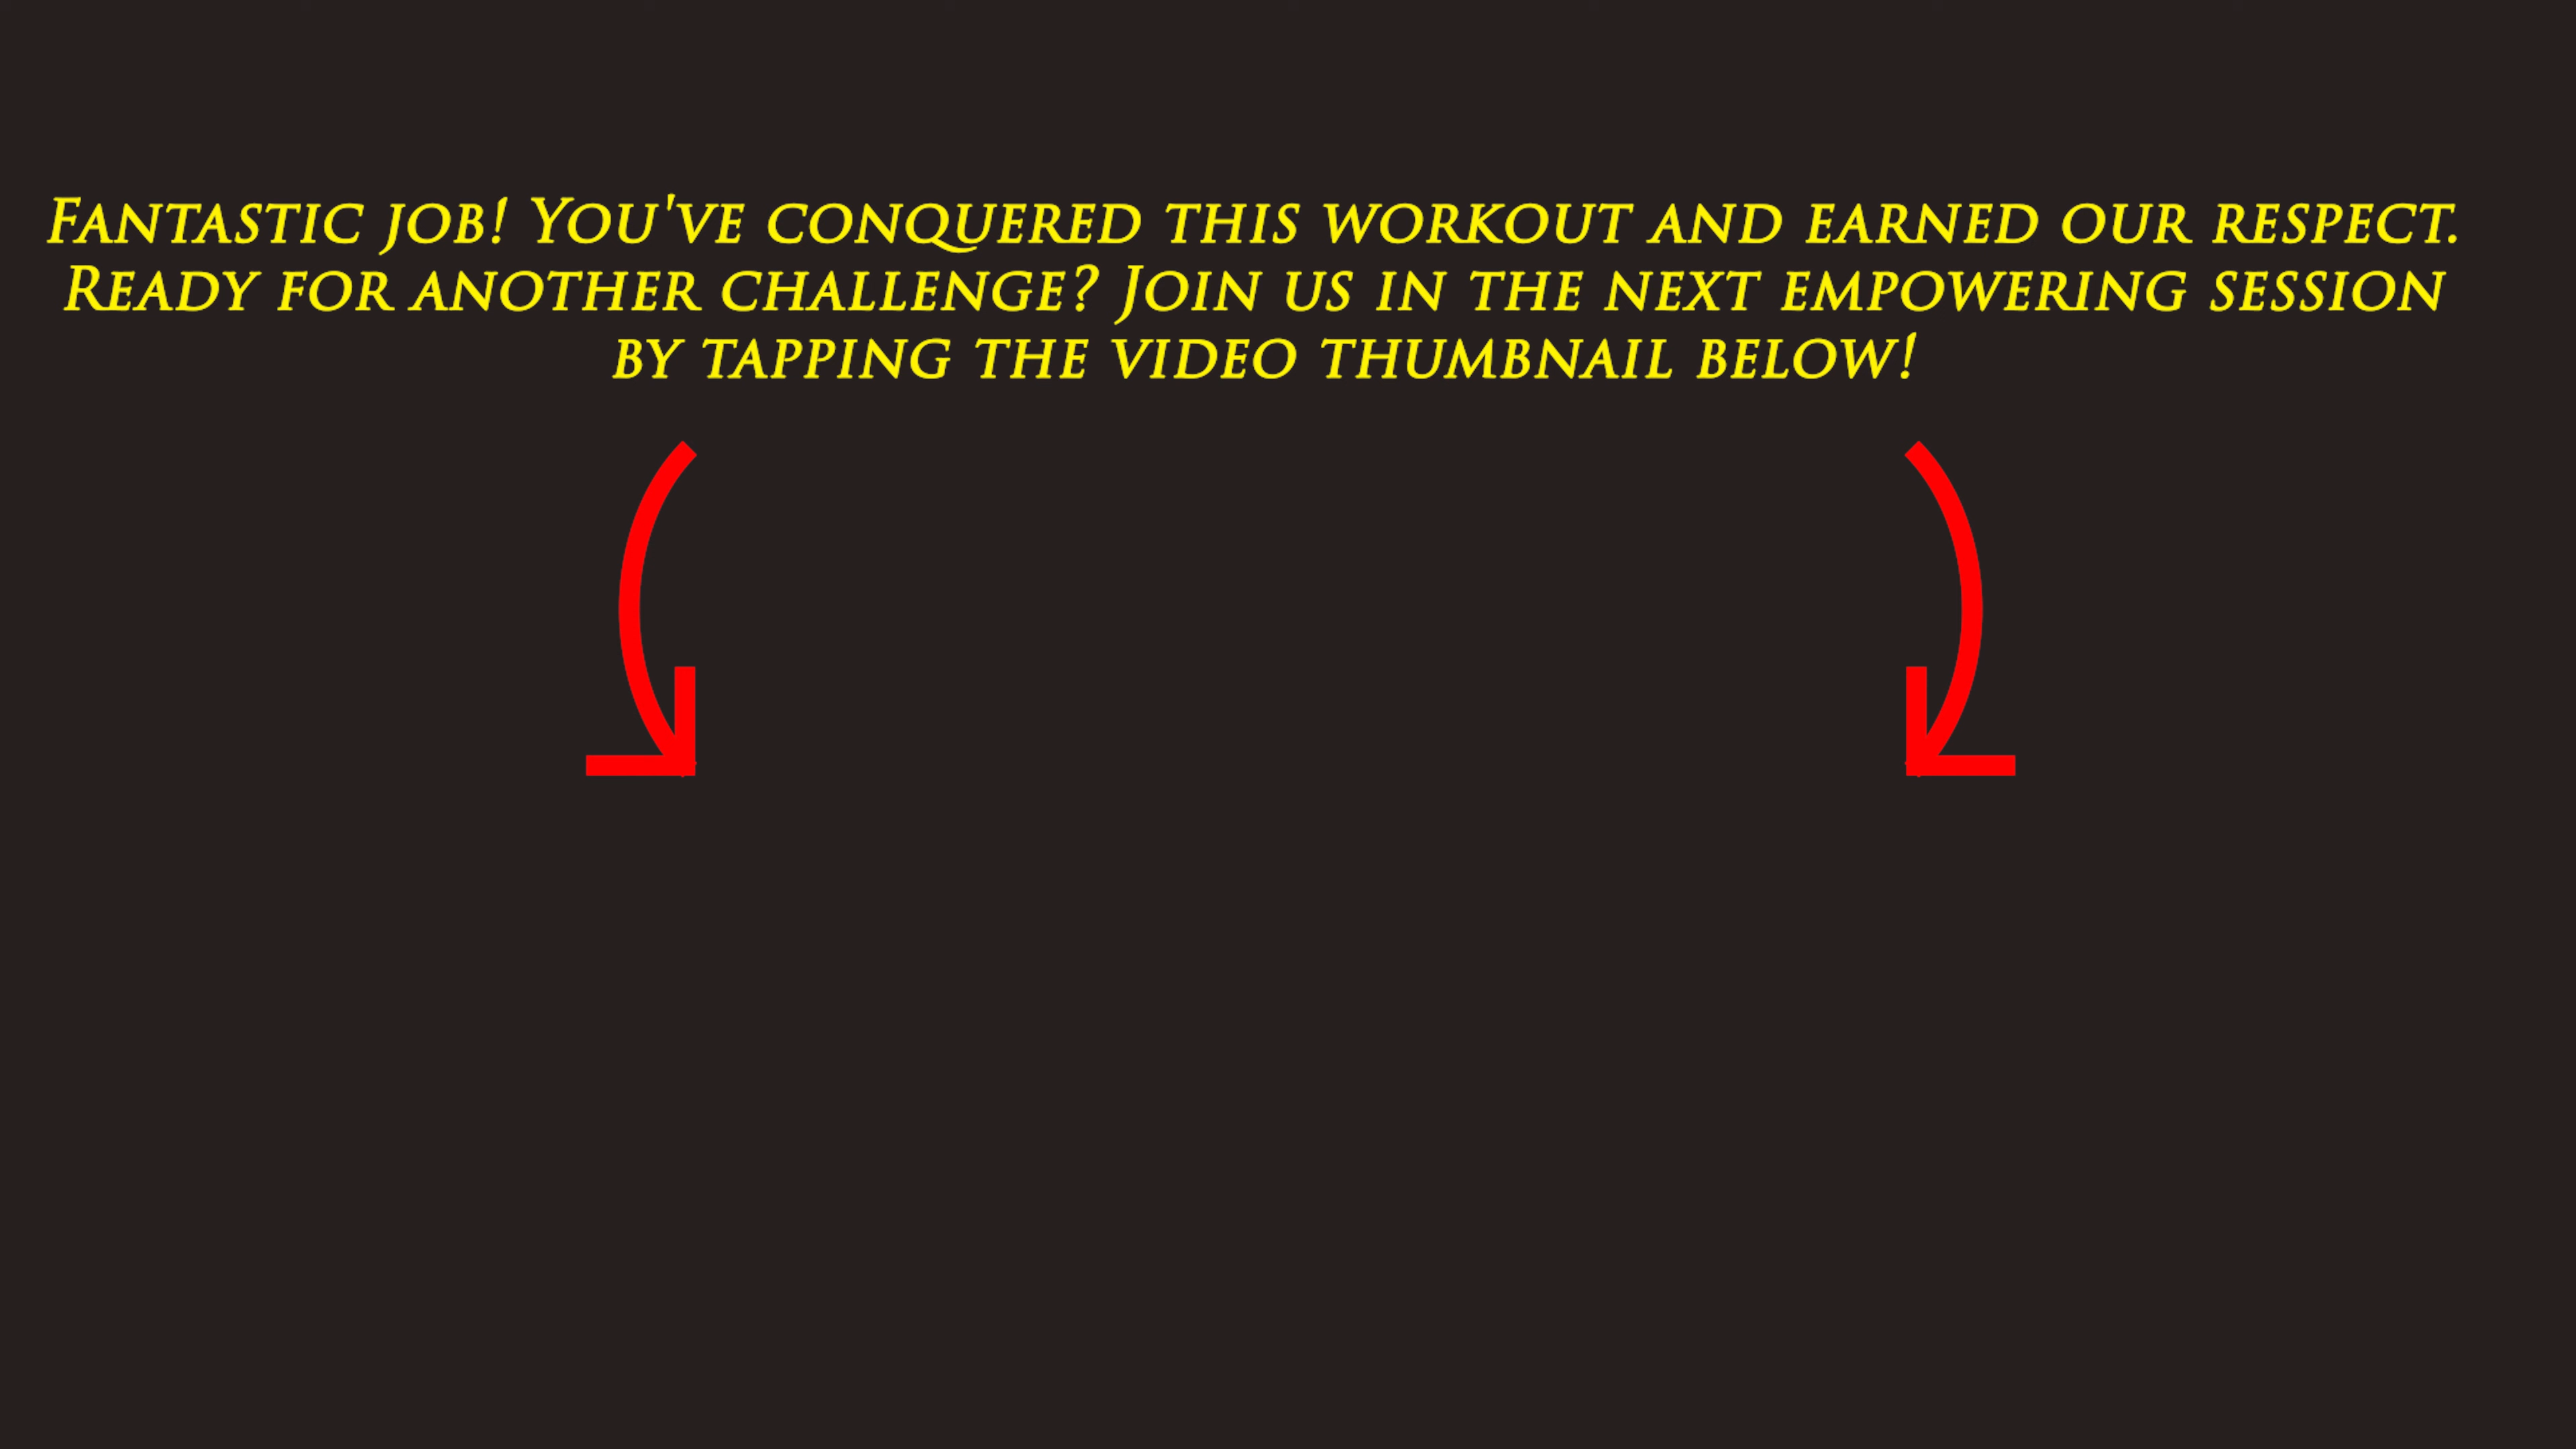 Fantastic job! You've conquered this workout and earned our respect.
Ready for another challenge? Join us in the next empowering session
by tapping the video thumbnail below!